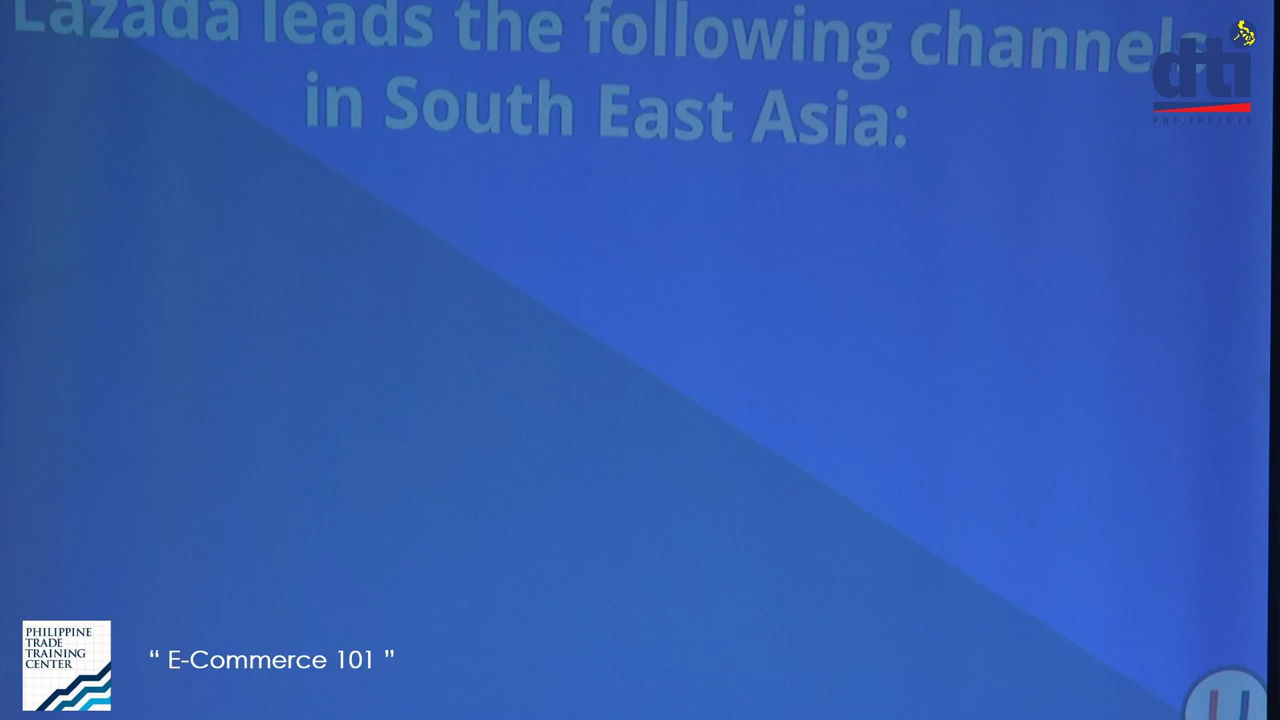 Lazada leads the following channels
in South East Asia:
dti
PHILIPPINES
PHILIPPINE
TRADE
TRAINING
CENTER
“ E-Commerce 101 ”